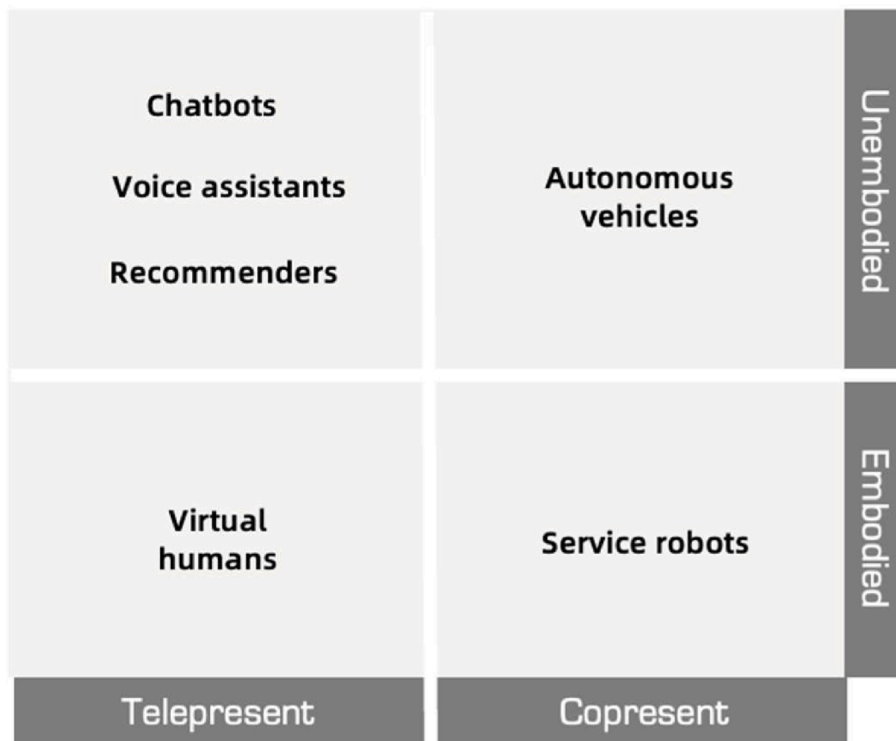 Chatbots
Voice assistants
Recommenders
Autonomous
vehicles
Unembodied
Virtual
humans
Service robots
Embodied
Telepresent
Copresent